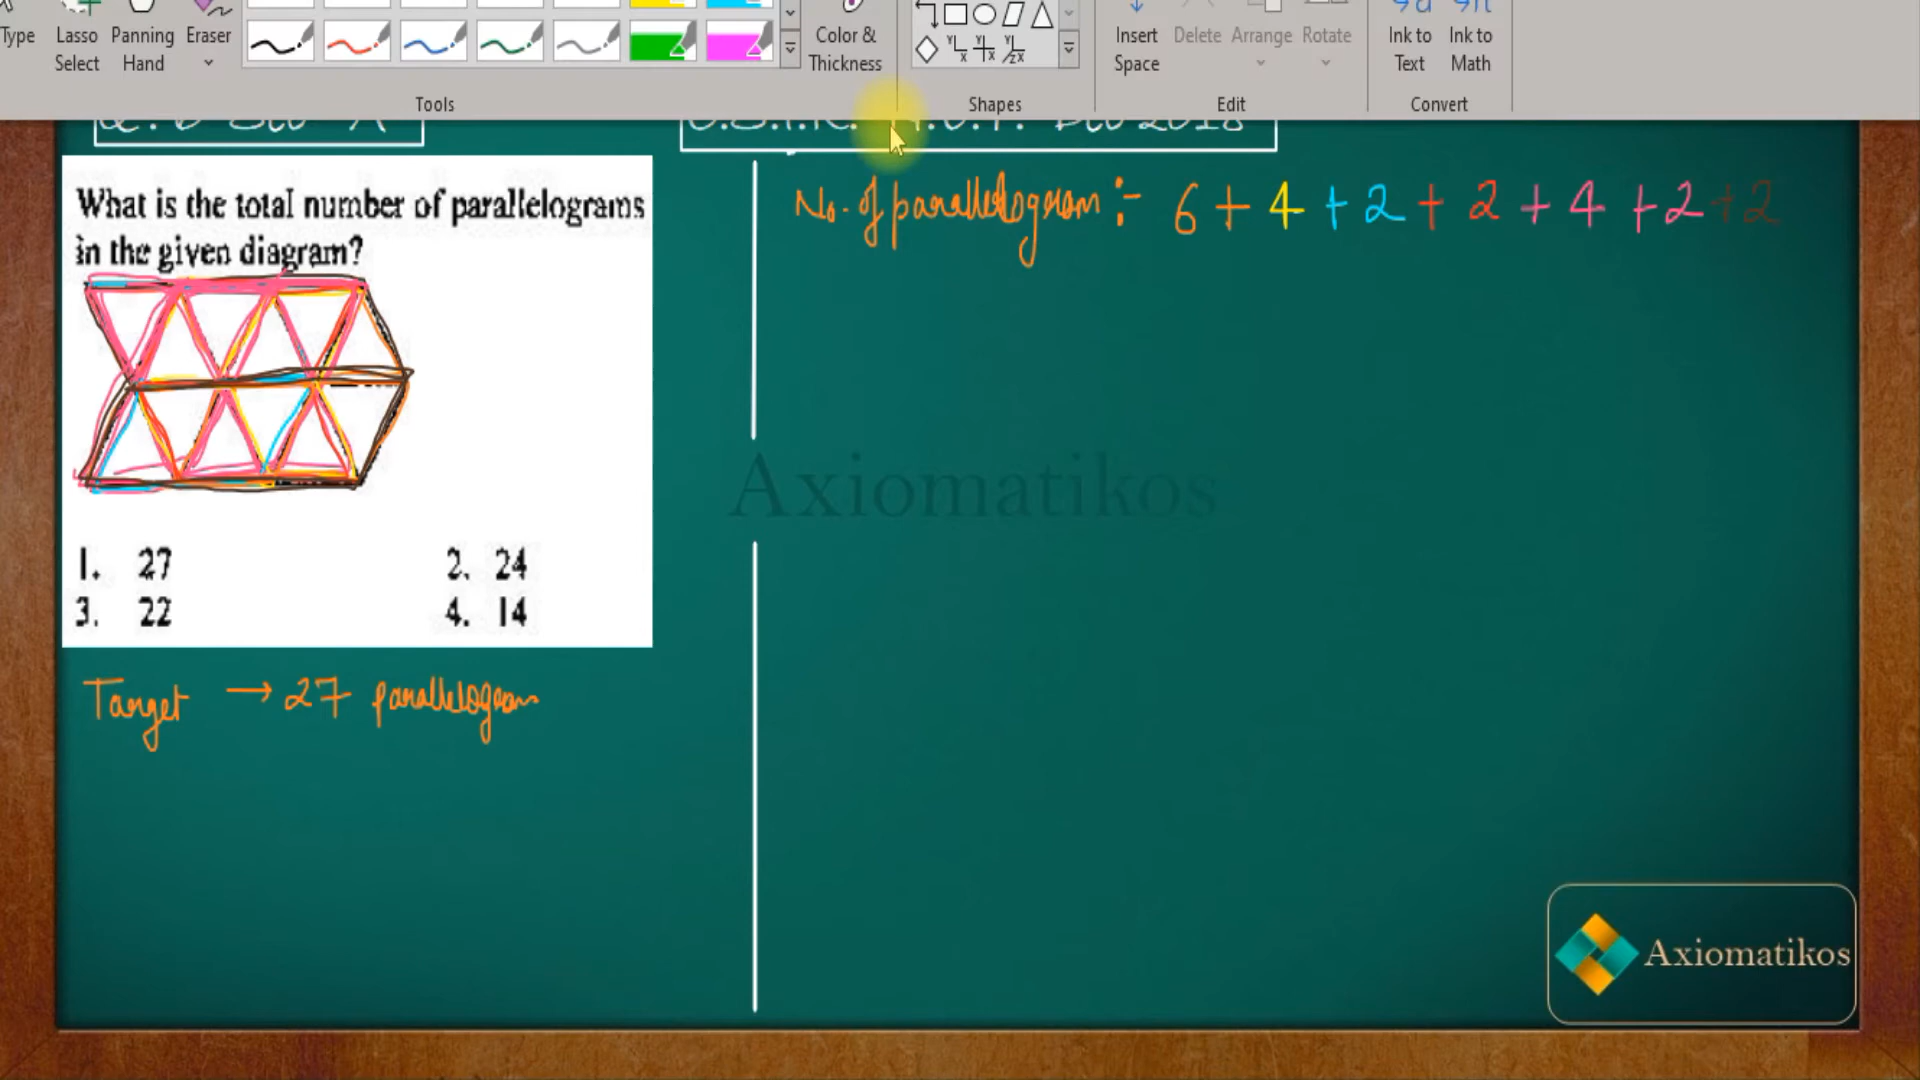 Type
Lasso Select
Panning Hand
Eraser
Color & Thickness
Insert Space
Delete
Arrange
Rotate
Ink to Text
Ink to Math
Tools
Shapes
Edit
Convert
What is the total number of parallelograms
in the given diagram?
1. 27
2. 24
3. 22
4. 14
Target → 27 parallelogram
No. of parallelogram :- 6 + 4 + 2 + 2 + 4 + 2 + 2
Axiomatikos
Axiomatikos